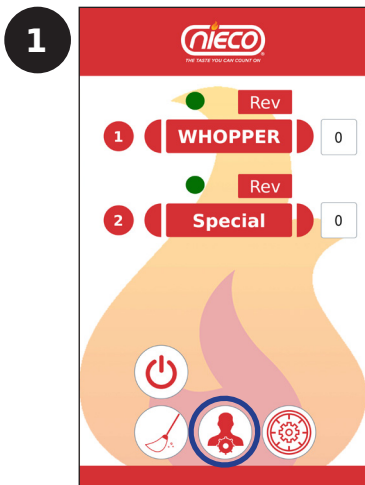 1
nieco
THE TASTE YOU CAN COUNT ON
Rev
1 WHOPPER 0
Rev
2 Special 0